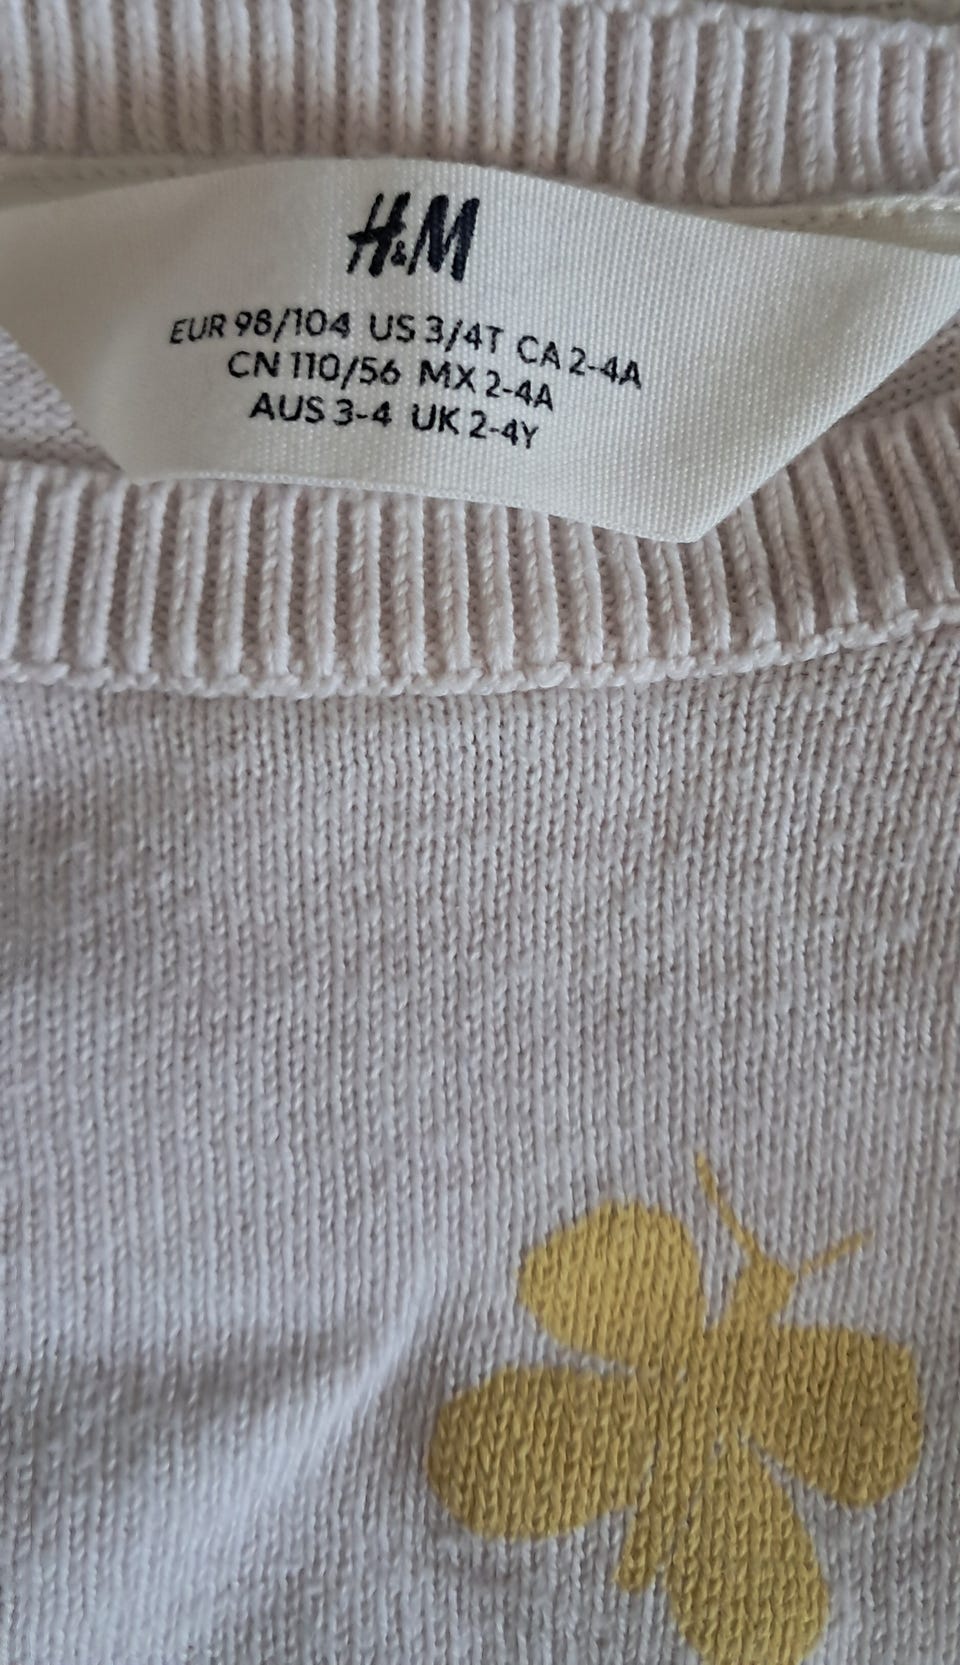 H&M
EUR 98/104 US 3/4T CA 2-4A
CN 110/56 MX 2-4A
AUS 3-4 UK 2-4Y